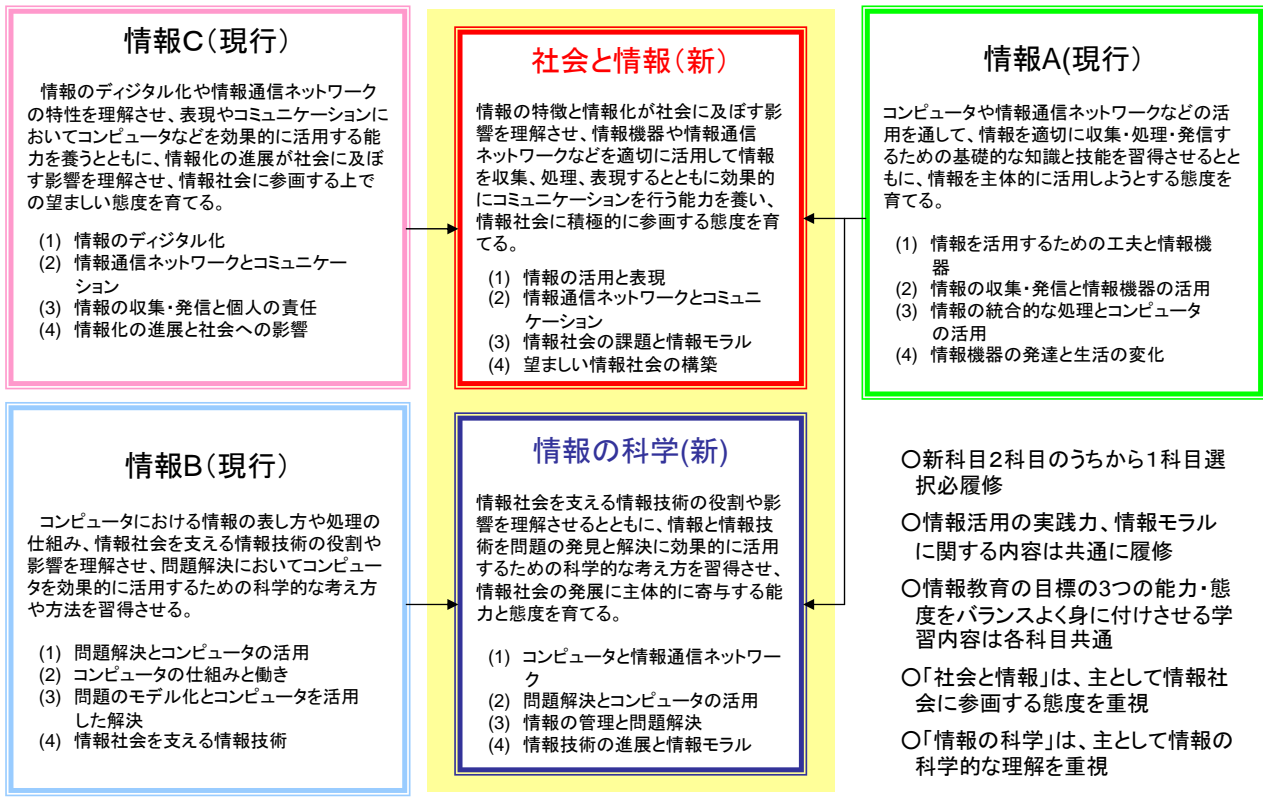 情報C（現行）
情報のディジタル化や情報通信ネットワーク
の特性を理解させ、表現やコミュニケーションに
おいてコンピュータなどを効果的に活用する能
力を養うとともに、情報化の進展が社会に及ぼ
す影響を理解させ、情報社会に参画する上で
の望ましい態度を育てる。
(1) 情報のディジタル化
(2) 情報通信ネットワークとコミュニケー
ション
(3) 情報の収集・発信と個人の責任
(4) 情報化の進展と社会への影響
社会と情報（新）
情報の特徴と情報化が社会に及ぼす影
響を理解させ、情報機器や情報通信
ネットワークなどを適切に活用して情報
を収集、処理、表現するとともに効果的
にコミュニケーションを行う能力を養い、
情報社会に積極的に参画する態度を育
てる。
(1) 情報の活用と表現
(2) 情報通信ネットワークとコミュニ
ケーション
(3) 情報社会の課題と情報モラル
(4) 望ましい情報社会の構築
情報A(現行）
コンピュータや情報通信ネットワークなどの活
用を通して、情報を適切に収集・処理・発信す
るための基礎的な知識と技能を習得させるとと
もに、情報を主体的に活用しようとする態度を
育てる。
(1) 情報を活用するための工夫と情報機
器
(2) 情報の収集・発信と情報機器の活用
(3) 情報の統合的な処理とコンピュータ
の活用
(4) 情報機器の発達と生活の変化
情報B（現行）
コンピュータにおける情報の表し方や処理の
仕組み、情報社会を支える情報技術の役割や
影響を理解させ、問題解決においてコンピュー
タを効果的に活用するための科学的な考え方
や方法を習得させる。
(1) 問題解決とコンピュータの活用
(2) コンピュータの仕組みと働き
(3) 問題のモデル化とコンピュータを活用
した解決
(4) 情報社会を支える情報技術
情報の科学(新)
情報社会を支える情報技術の役割や影
響を理解させるとともに、情報と情報技
術を問題の発見と解決に効果的に活用
するための科学的な考え方を習得させ、
情報社会の発展に主体的に寄与する能
力と態度を育てる。
(1) コンピュータと情報通信ネットワー
ク
(2) 問題解決とコンピュータの活用
(3) 情報の管理と問題解決
(4) 情報技術の進展と情報モラル
○新科目２科目のうちから１科目選
択必履修
○情報活用の実践力、情報モラル
に関する内容は共通に履修
○情報教育の目標の3つの能力・態
度をバランスよく身に付けさせる学
習内容は各科目共通
○「社会と情報」は、主として情報社
会に参画する態度を重視
○「情報の科学」は、主として情報の
科学的な理解を重視